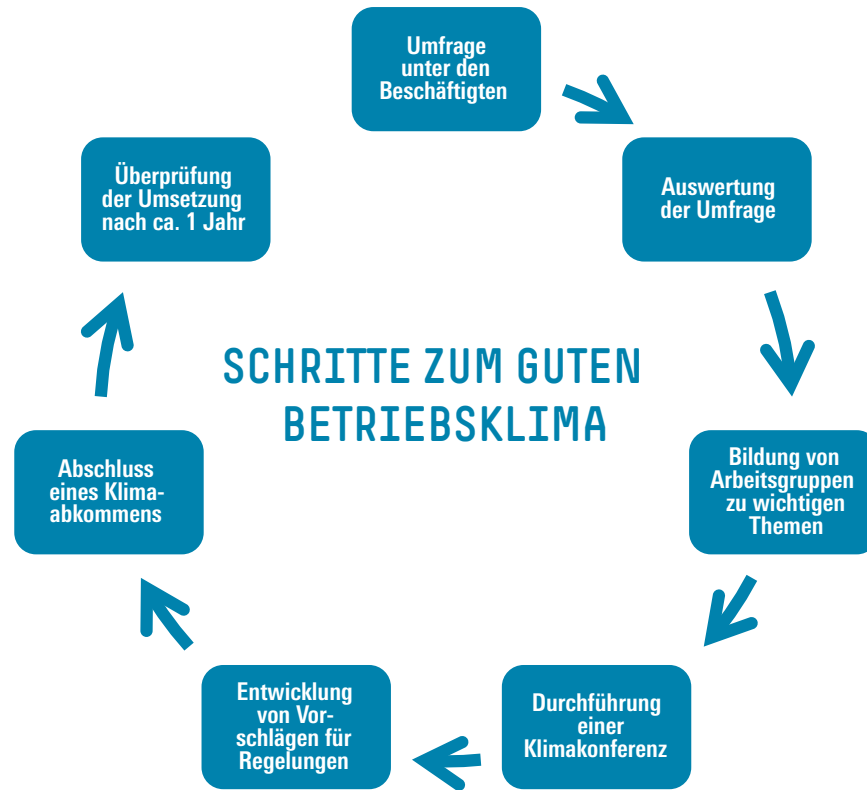 Umfrage
unter den
Beschäftigten
Auswertung
der Umfrage
Bildung von
Arbeitsgruppen
zu wichtigen
Themen
Durchführung
einer
Klimakonferenz
Entwicklung
von Vor-
schlägen für
Regelungen
Abschluss
eines Klima-
abkommens
Überprüfung
der Umsetzung
nach ca. 1 Jahr
SCHRITTE ZUM GUTEN
BETRIEBSKLIMA